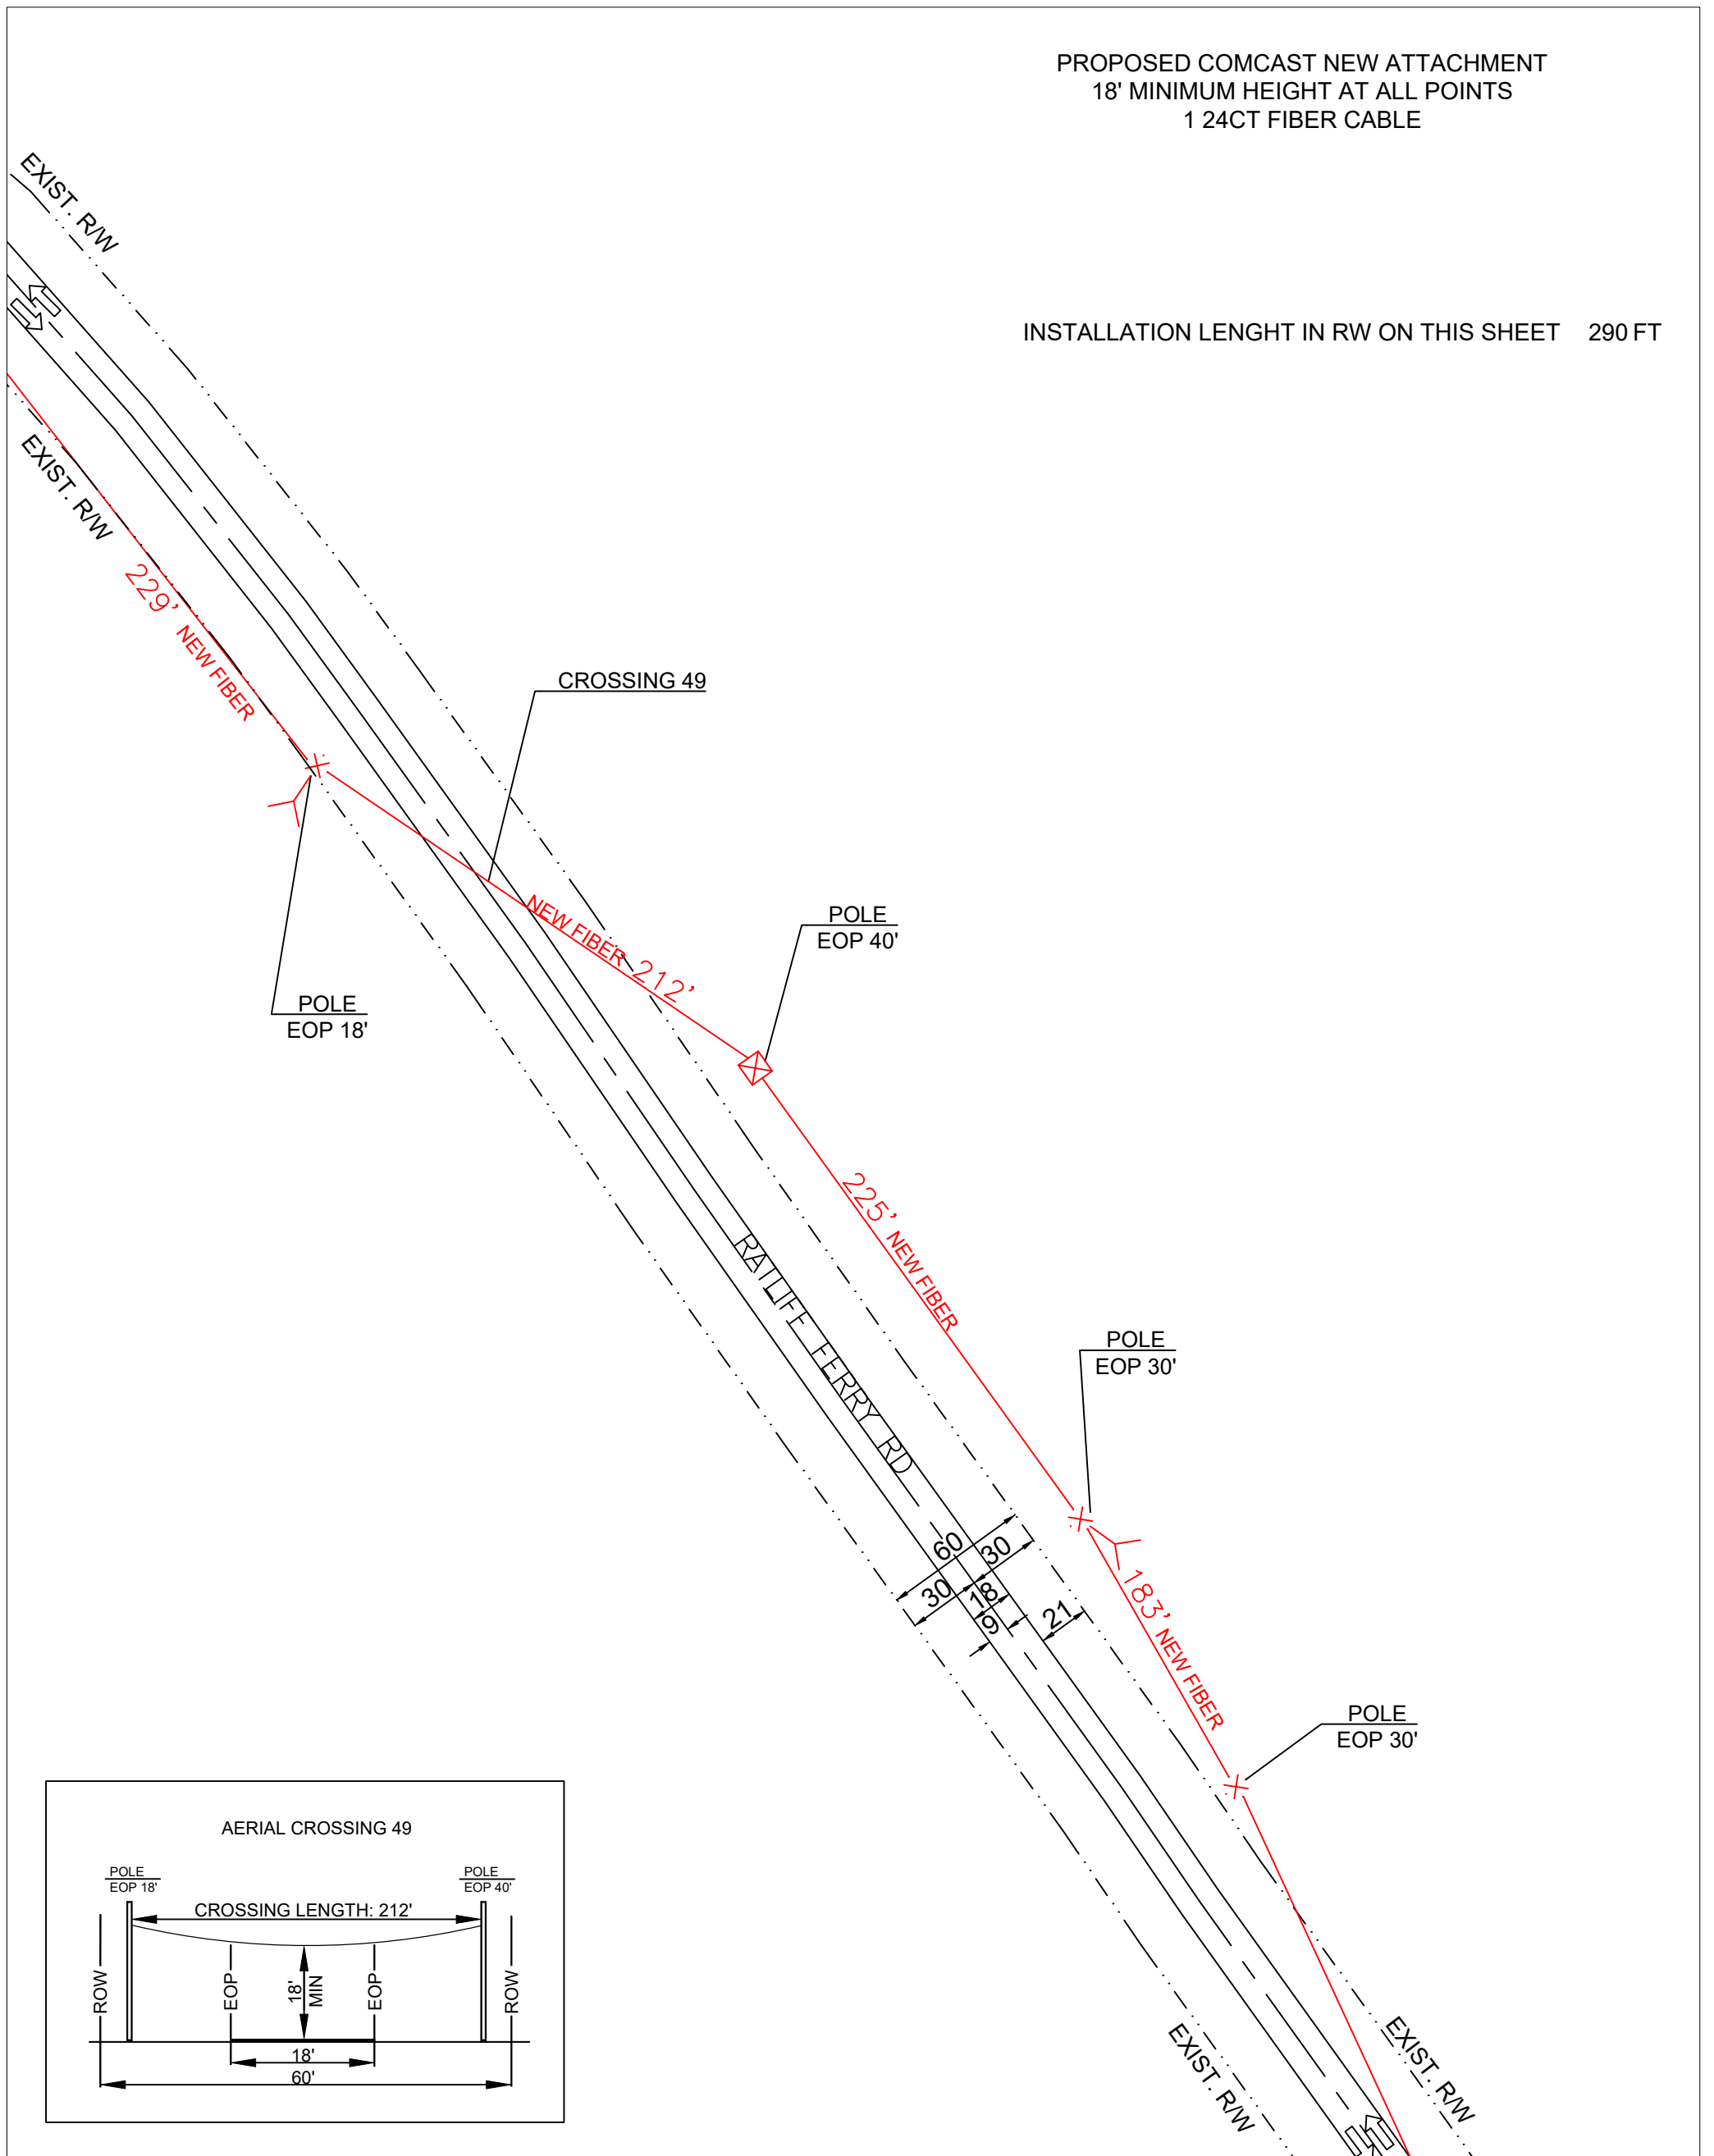 PROPOSED COMCAST NEW ATTACHMENT
18' MINIMUM HEIGHT AT ALL POINTS
1 24CT FIBER CABLE
INSTALLATION LENGHT IN RW ON THIS SHEET 290 FT
EXIST. R/W
EXIST. R/W
229' NEW FIBER
CROSSING 49
NEW FIBER 212'
POLE
EOP 40'
POLE
EOP 18'
225' NEW FIBER
RATLIFF FERRY RD
POLE
EOP 30'
60
30
30
18
9
21
183' NEW FIBER
POLE
EOP 30'
AERIAL CROSSING 49
POLE
EOP 18'
POLE
EOP 40'
CROSSING LENGTH: 212'
ROW
EOP
18'
MIN
EOP
ROW
18'
60'
EXIST. R/W
EXIST. R/W